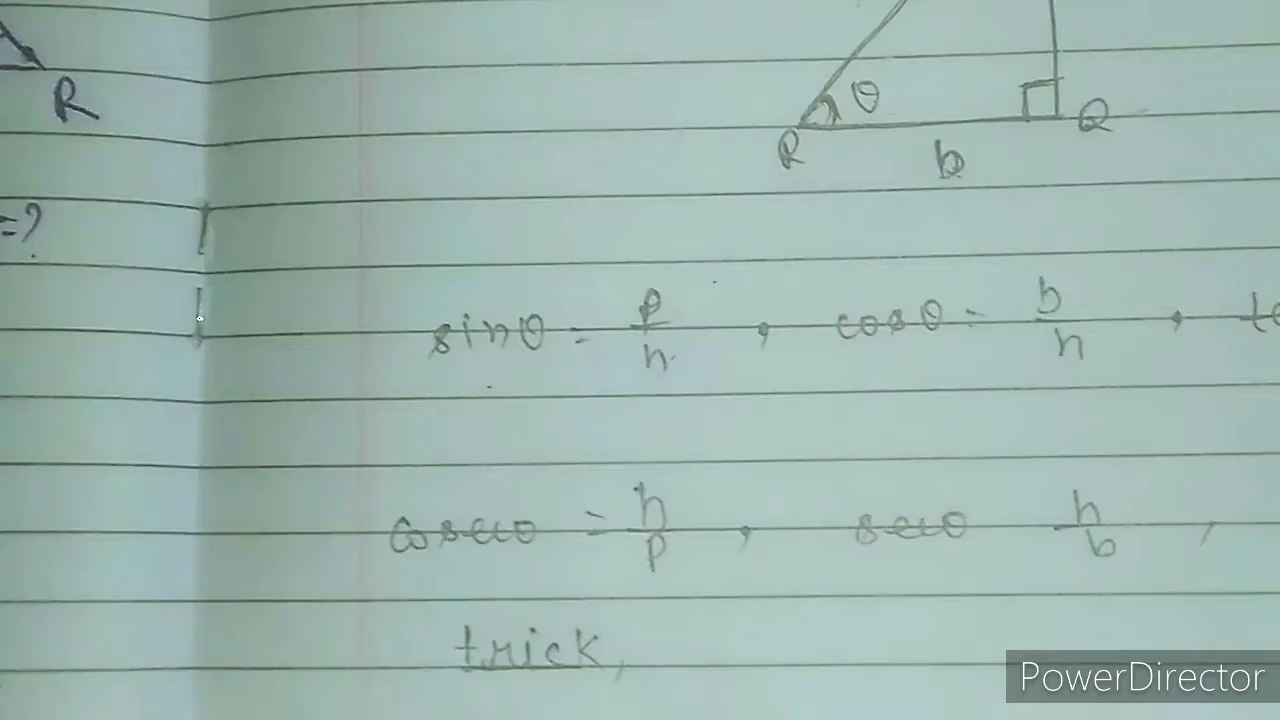 R
θ
R
Q
b
=?
sinθ = p/h , cosθ = b/h ,
cosecθ = h/p , secθ h/b ,
trick,
PowerDirector